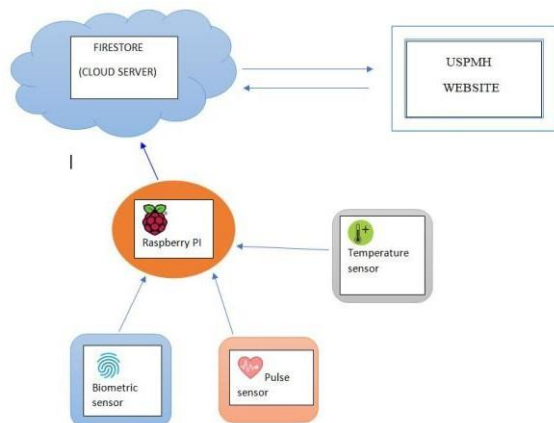 FIRESTORE
(CLOUD SERVER)
USPMH
WEBSITE
Raspberry PI
Temperature
sensor
Biometric
sensor
Pulse
sensor